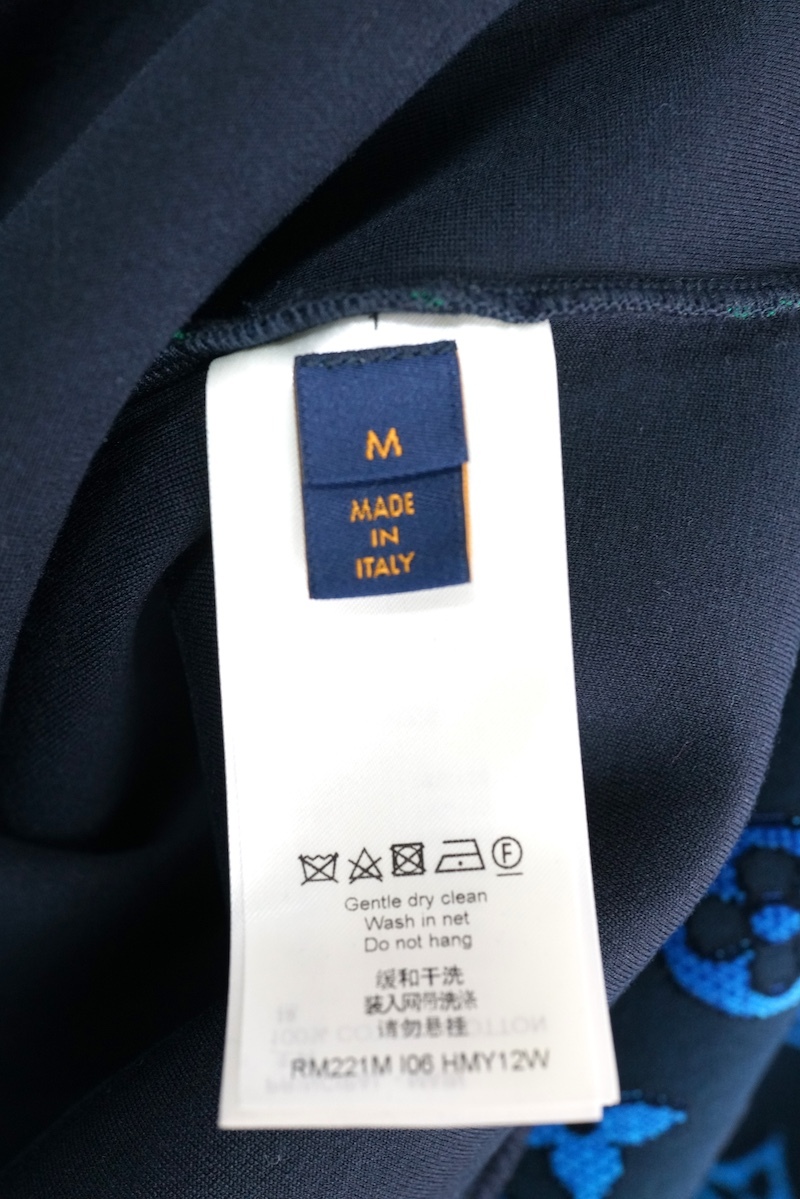 M
MADE
IN
ITALY
F
Gentle dry clean
Wash in net
Do not hang
缓和干洗
装入网袋洗涤
请勿悬挂
RM221M I06 HMY12W